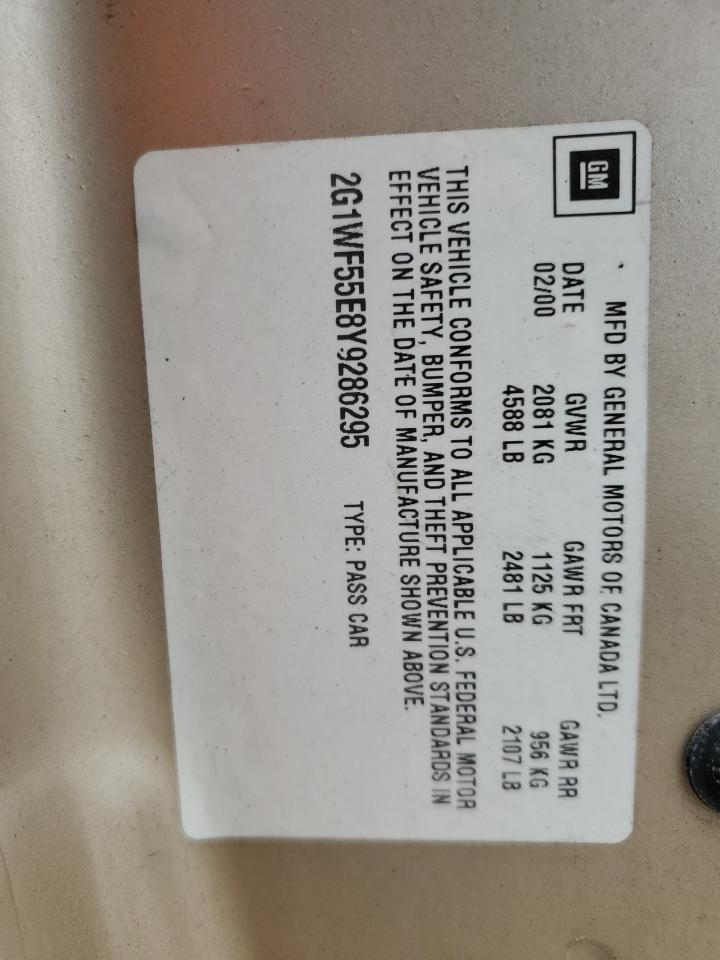 GM
MFD BY GENERAL MOTORS OF CANADA LTD.
DATE GVWR GAWR FRT GAWR RR
02/00 2081 KG 1125 KG 956 KG
4588 LB 2481 LB 2107 LB
THIS VEHICLE CONFORMS TO ALL APPLICABLE U.S. FEDERAL MOTOR
VEHICLE SAFETY, BUMPER, AND THEFT PREVENTION STANDARDS IN
EFFECT ON THE DATE OF MANUFACTURE SHOWN ABOVE.
2G1WF55E8Y9286295 TYPE: PASS CAR